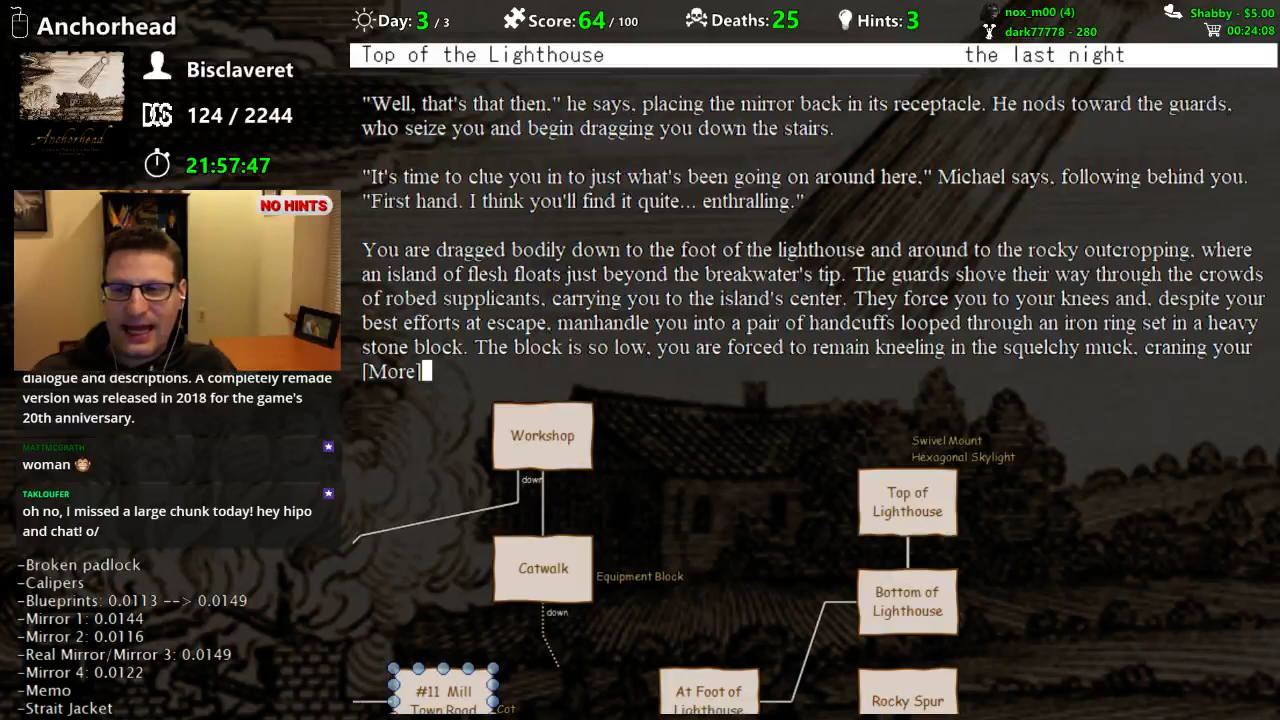 Anchorhead
Day: 3 / 3
Score: 64 / 100
Deaths: 25
Hints: 3
nox_m00 (4)
dark77778 - 280
Shabby - $5.00
00:24:08
Bisclaveret
124 / 2244
21:57:47
Anchorhead
NO HINTS
Top of the Lighthouse
the last night
"Well, that's that then," he says, placing the mirror back in its receptacle. He nods toward the guards,
who seize you and begin dragging you down the stairs.
"It's time to clue you in to just what's been going on around here," Michael says, following behind you.
"First hand. I think you'll find it quite... enthralling."
You are dragged bodily down to the foot of the lighthouse and around to the rocky outcropping, where
an island of flesh floats just beyond the breakwater's tip. The guards shove their way through the crowds
of robed supplicants, carrying you to the island's center. They force you to your knees and, despite your
best efforts at escape, manhandle you into a pair of handcuffs looped through an iron ring set in a heavy
stone block. The block is so low, you are forced to remain kneeling in the squelchy muck, craning your
[More]
dialogue and descriptions. A completely remade
version was released in 2018 for the game's
20th anniversary.
MATTMCGRATH
woman
TAKLOUFER
oh no, I missed a large chunk today! hey hipo
and chat! o/
-Broken padlock
-Calipers
-Blueprints: 0.0113 --> 0.0149
-Mirror 1: 0.0144
-Mirror 2: 0.0116
-Real Mirror/Mirror 3: 0.0149
-Mirror 4: 0.0122
-Memo
-Strait Jacket
Workshop
down
Catwalk
Equipment Block
down
#11 Mill
Town Road
Cot
At Foot of
Lighthouse
Swivel Mount
Hexagonal Skylight
Top of
Lighthouse
Bottom of
Lighthouse
Rocky Spur